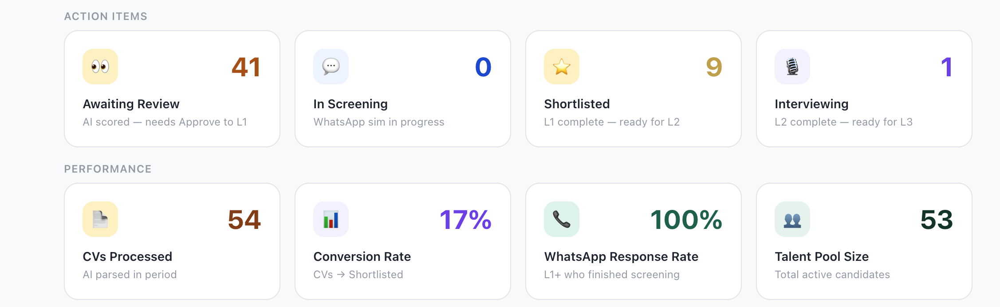 ACTION ITEMS
41
Awaiting Review
AI scored — needs Approve to L1
0
In Screening
WhatsApp sim in progress
9
Shortlisted
L1 complete — ready for L2
1
Interviewing
L2 complete — ready for L3
PERFORMANCE
54
CVs Processed
AI parsed in period
17%
Conversion Rate
CVs → Shortlisted
100%
WhatsApp Response Rate
L1+ who finished screening
53
Talent Pool Size
Total active candidates